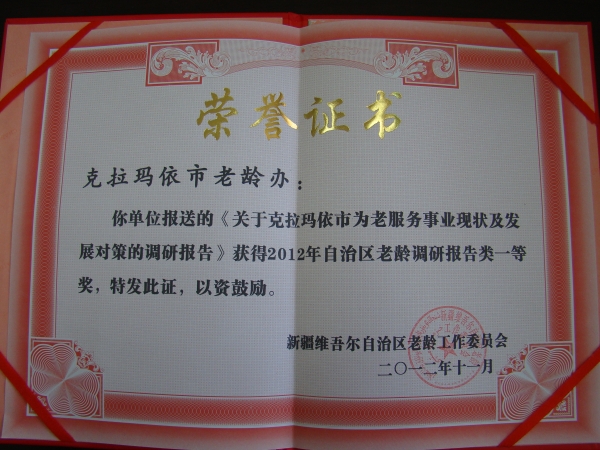 荣誉证书
克拉玛依市老龄办：
你单位报送的《关于克拉玛依市为老服务事业现状及发
展对策的调研报告》获得2012年自治区老龄调研报告类一等
奖，特发此证，以资鼓励。
新疆维吾尔自治区老龄工作委员会
二〇一二年十一月